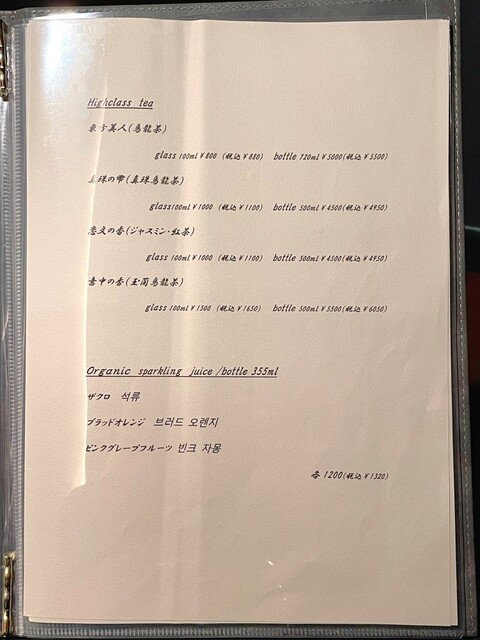 Highclass tea
東方美人(烏龍茶)
glass 100ml ¥800 (税込 ¥880) bottle 720ml ¥5000(税込 ¥5500)
真珠の雫(真珠烏龍茶)
glass100ml ¥1000 (税込 ¥1100) bottle 500ml ¥4500(税込 ¥4950)
恋文の香(ジャスミン・紅茶)
glass 100ml ¥1000 (税込 ¥1100) bottle 500ml ¥4500(税込 ¥4950)
の香(玉蘭烏龍茶)
glass 100ml ¥1500 (税込 ¥1650) bottle 500ml ¥5500(税込 ¥6050)
Organic sparkling juice /bottle 355ml
ザクロ 석류
ブラッドオレンジ 브러드 오렌지
ピンクグレープフルーツ 빈크 자몽
各 1200(税込 ¥1320)